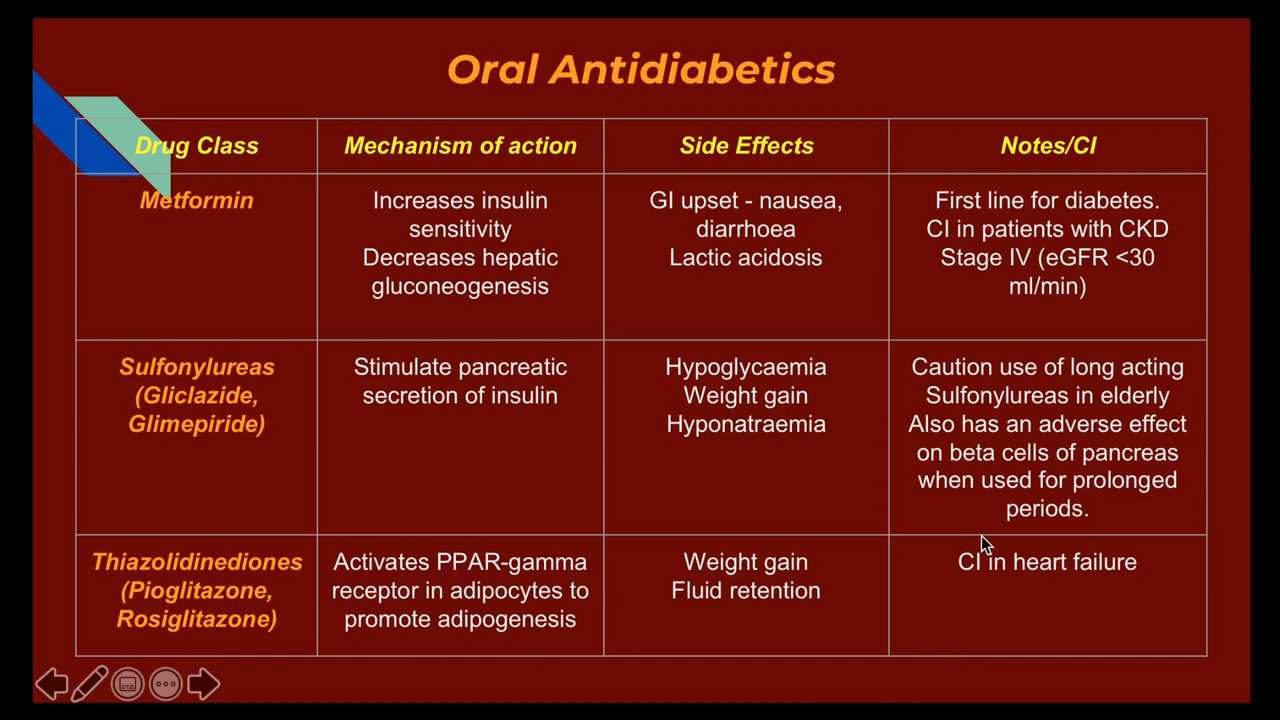 Oral Antidiabetics
Drug Class
Mechanism of action
Side Effects
Notes/CI
Metformin
Increases insulin
sensitivity
Decreases hepatic
gluconeogenesis
GI upset - nausea,
diarrhoea
Lactic acidosis
First line for diabetes.
CI in patients with CKD
Stage IV (eGFR <30
ml/min)
Sulfonylureas
(Gliclazide,
Glimepiride)
Stimulate pancreatic
secretion of insulin
Hypoglycaemia
Weight gain
Hyponatraemia
Caution use of long acting
Sulfonylureas in elderly
Also has an adverse effect
on beta cells of pancreas
when used for prolonged
periods.
Thiazolidinediones
(Pioglitazone,
Rosiglitazone)
Activates PPAR-gamma
receptor in adipocytes to
promote adipogenesis
Weight gain
Fluid retention
CI in heart failure